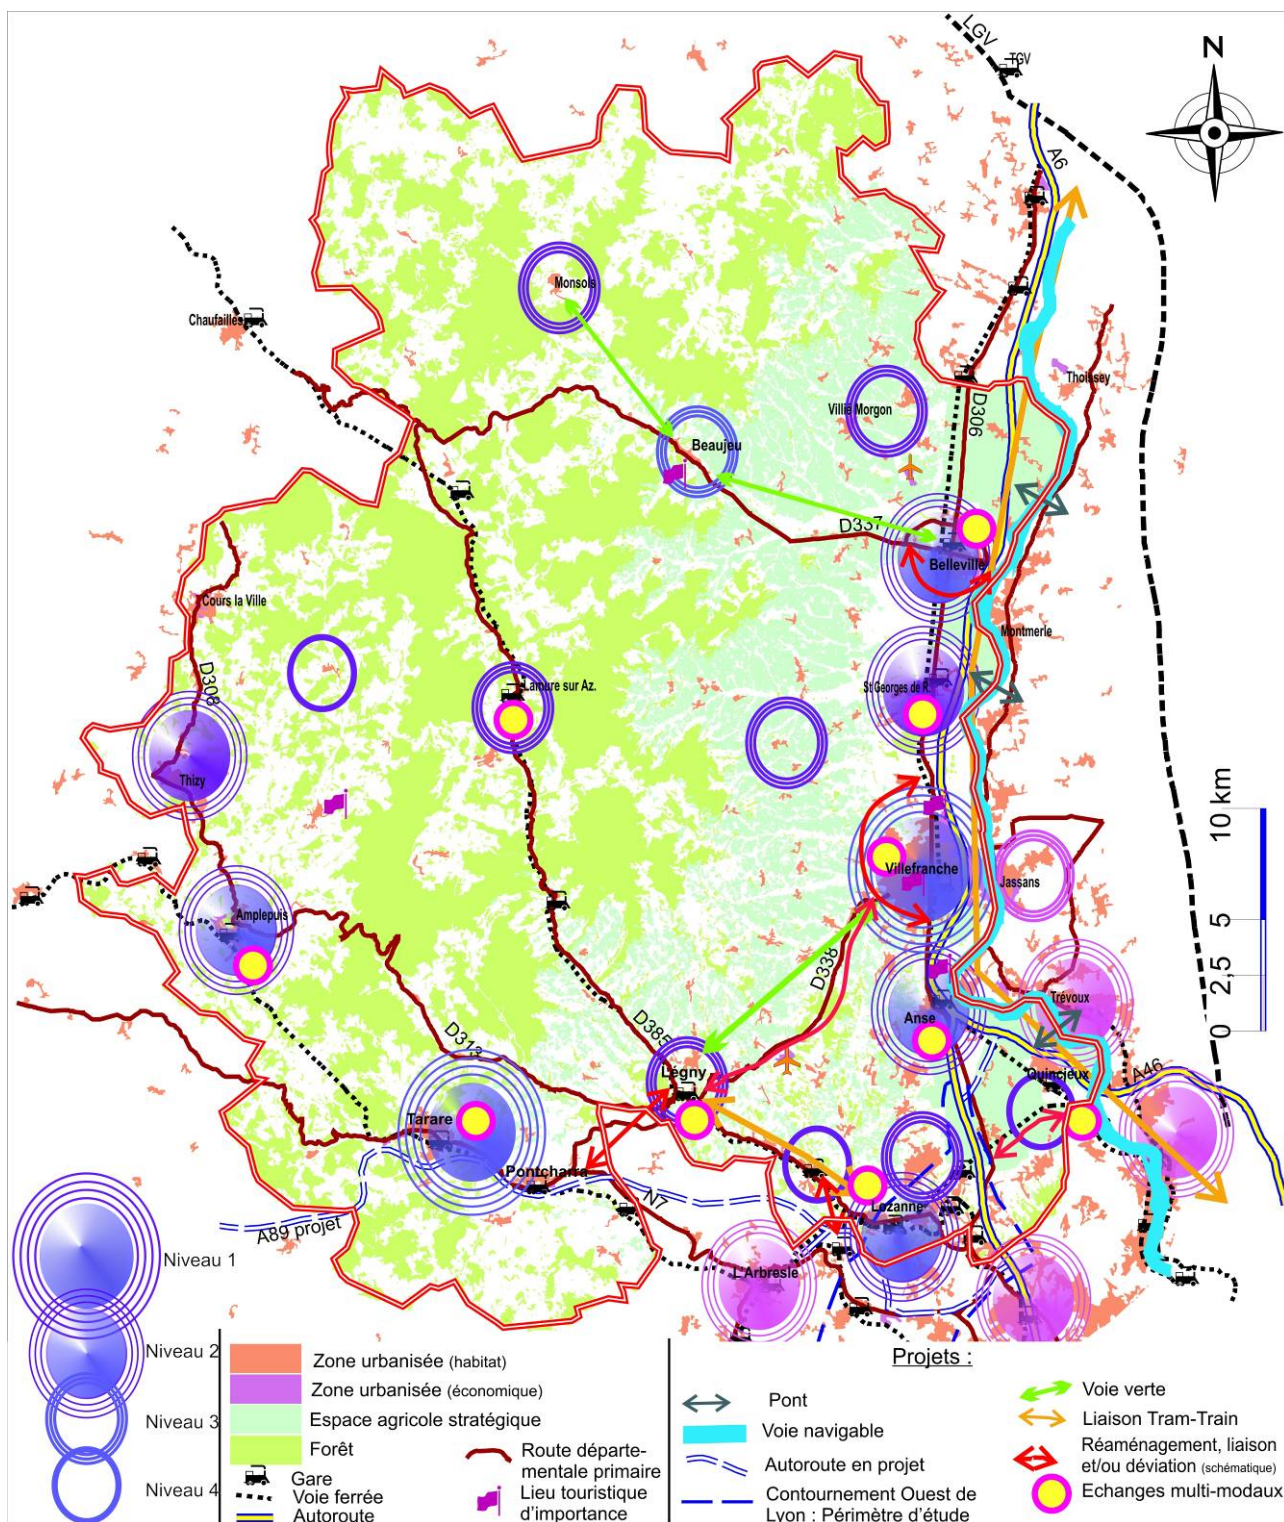 LGV
TGV
N
A6
Monsols
Chaufailles
Thoissey
Villié Morgon
D306
Beaujeu
D337
Belleville
Cours la Ville
Montmerle
D308
Lamure sur Az.
St Georges de R.
Thizy
10 km
5
2,5
0
Villefranche
Jassans
Amplepuis
D338
Trévoux
Anse
D313
D385
Légny
Quincieux
A46
Tarare
Pontcharra
N7
Lozanne
A89 projet
L'Arbresle
Niveau 1
Niveau 2
Niveau 3
Niveau 4
Zone urbanisée (habitat)
Zone urbanisée (économique)
Espace agricole stratégique
Forêt
Gare
Voie ferrée
Autoroute
Route départe-
mentale primaire
Lieu touristique
d'importance
Projets :
Pont
Voie navigable
Autoroute en projet
Contournement Ouest de
Lyon : Périmètre d'étude
Voie verte
Liaison Tram-Train
Réaménagement, liaison
et/ou déviation (schématique)
Echanges multi-modaux